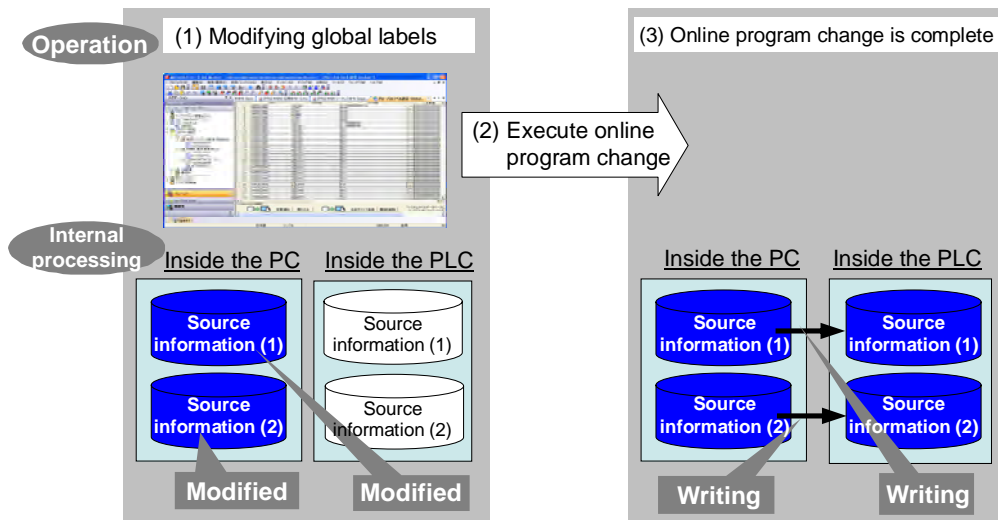 Operation
(1) Modifying global labels
(2) Execute online
program change
(3) Online program change is complete
Internal
processing
Inside the PC
Inside the PLC
Source
information (1)
Source
information (1)
Source
information (2)
Source
information (2)
Modified
Modified
Inside the PC
Inside the PLC
Source
information (1)
Source
information (1)
Source
information (2)
Source
information (2)
Writing
Writing